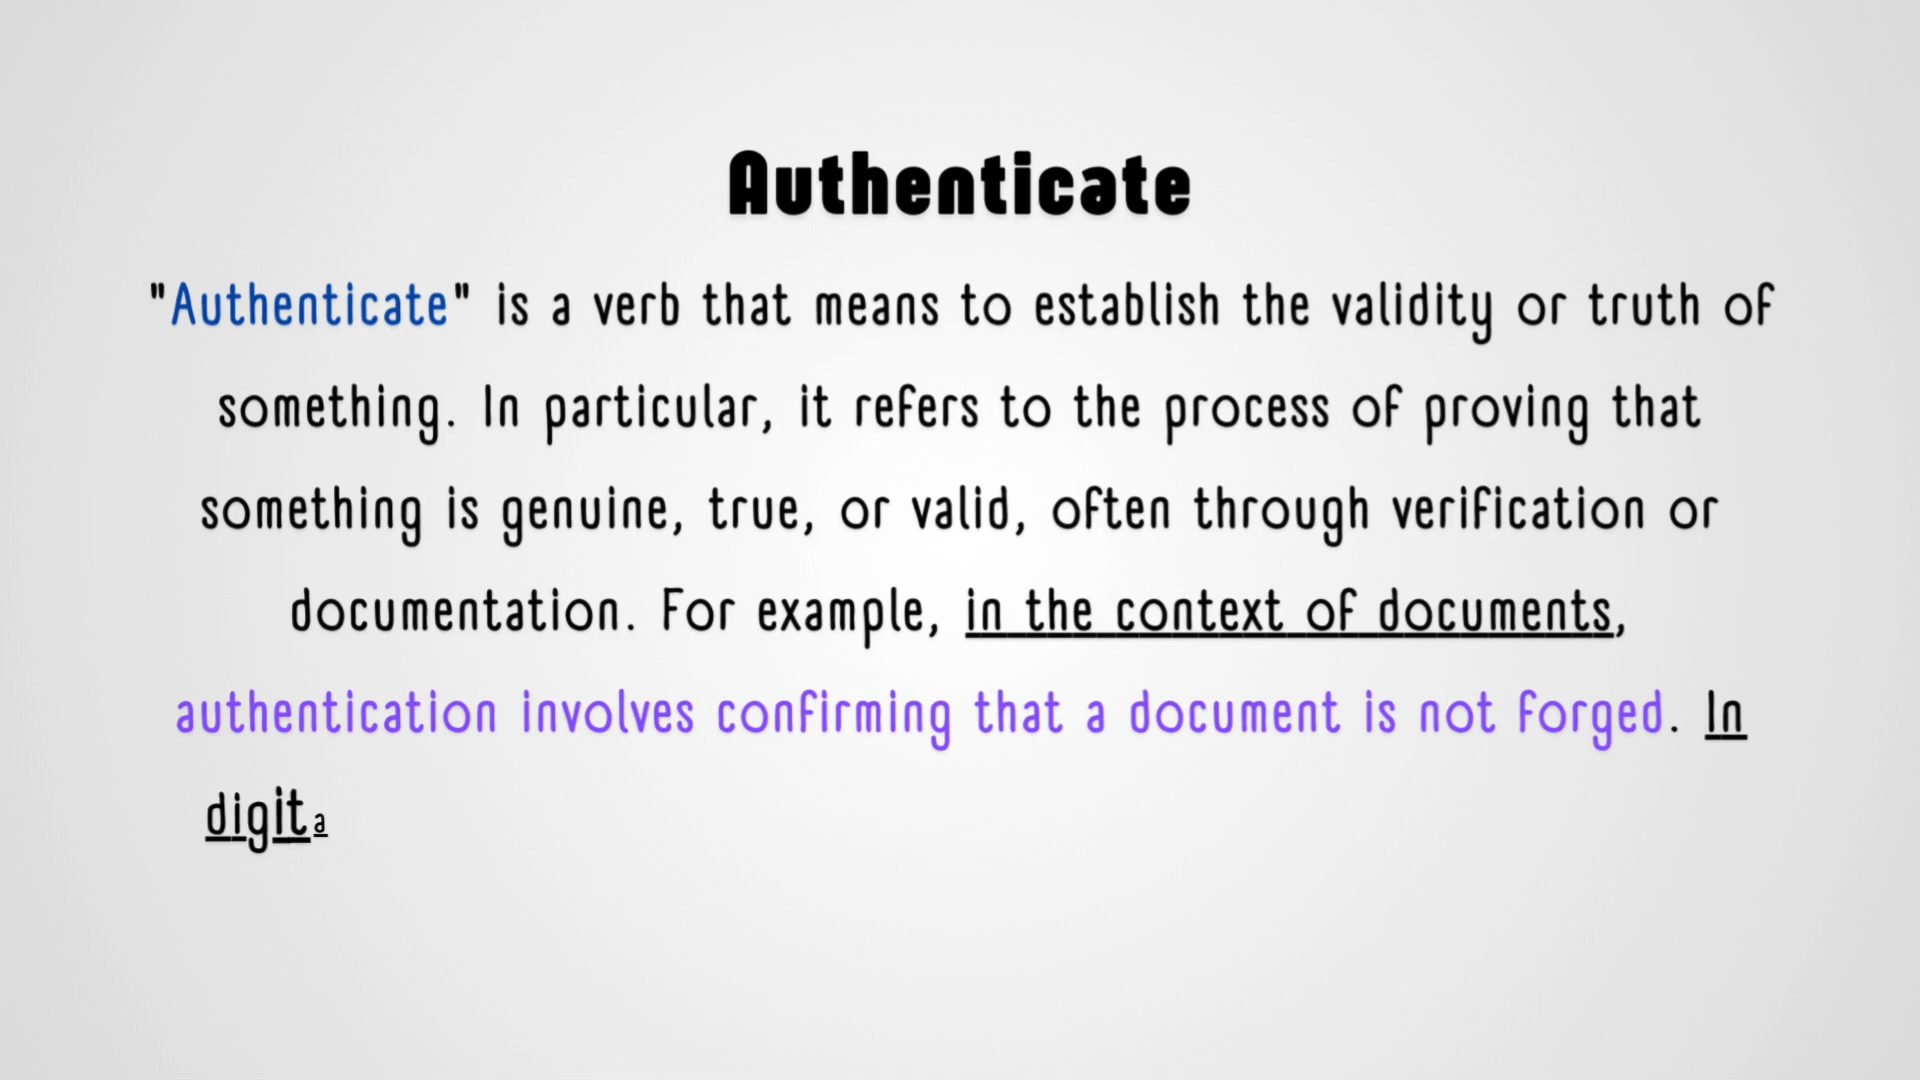 Authenticate
"Authenticate" is a verb that means to establish the validity or truth of
something. In particular, it refers to the process of proving that
something is genuine, true, or valid, often through verification or
documentation. For example, in the context of documents,
authentication involves confirming that a document is not forged. In
digita